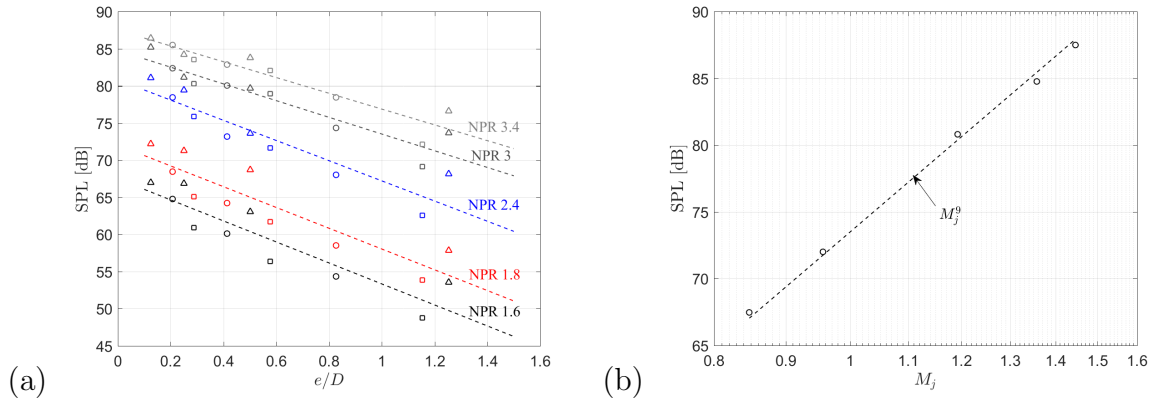 90
85
80
75
70
65
60
55
50
45
SPL [dB]
NPR 3.4
NPR 3
NPR 2.4
NPR 1.8
NPR 1.6
0 0.2 0.4 0.6 0.8 1 1.2 1.4 1.6
e/D
(a)
90
85
80
75
70
65
SPL [dB]
M_j^9
0.8 0.9 1 1.1 1.2 1.3 1.4 1.5 1.6
M_j
(b)